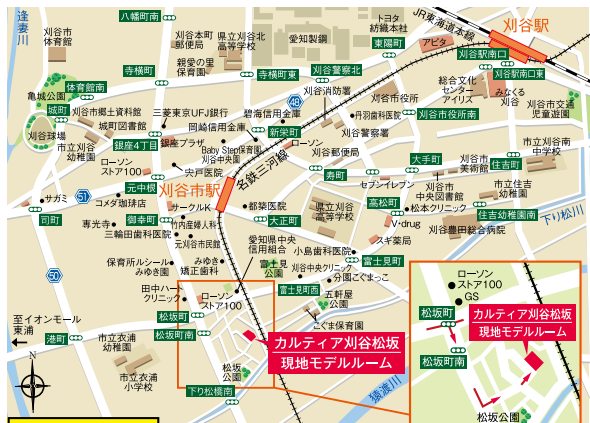 逢妻川
八幡町南
刈谷市
体育館
刈谷本町
郵便局
県立刈谷北
高等学校
愛知製鋼
トヨタ
紡織本社
JR東海道本線
刈谷駅
東陽町
アピタ
刈谷駅南口
刈谷駅南口東
親愛の里
保育園
寺横町
寺横町東
刈谷警察北
総合文化
センター
アイリス
みなくる
刈谷
亀城公園
体育館南
城町
刈谷市郷土資料館
三菱東京UFJ銀行
48
刈谷消防署
刈谷市役所
刈谷市交通
児童遊園
碧海信用金庫
丹羽歯科医院
刈谷市役所南
城町図書館
岡崎信用金庫
新栄町
刈谷球場
銀座4丁目
銀座プラザ
ローソン
刈谷警察署
市立刈谷
幼稚園
Baby Step保育園
刈谷中央園
刈谷郵便局
大手町
刈谷市
美術館
市立刈谷南
中学校
住吉町
ローソン
ストア100
宍戸医院
名鉄三河線
寿町
セブンイレブン
刈谷市
中央図書館
市立住吉
幼稚園
51
元中根
刈谷市駅
サガミ
コメダ珈琲店
司町
サークルK
都築医院
県立刈谷
高等学校
高松町
松本クリニック
住吉幼稚園南
下り松川
専光寺
御幸町
竹内産婦人科
大正町
V・drug
三輪田歯科医院
元刈谷市民館
愛知県中央
信用組合
スギ薬局
刈谷豊田総合病院
小島歯科医院
保育所ルシール
みゆき園
みゆき
矯正歯科
富士見
公園
富士見町
50
刈谷中央クリニック
分園こぐまっこ
田中ハート
クリニック
ローソン
ストア100
富士見町西
五軒屋
公園
ローソン
ストア100
GS
至イオンモール
東浦
松坂町
こぐま保育園
松坂町
カルティア刈谷松坂
現地モデルルーム
港町
市立衣浦
幼稚園
松坂町南
カルティア刈谷松坂
現地モデルルーム
松坂町南
N
市立衣浦
小学校
松坂
公園
猿渡川
下り松橋南
松坂公園